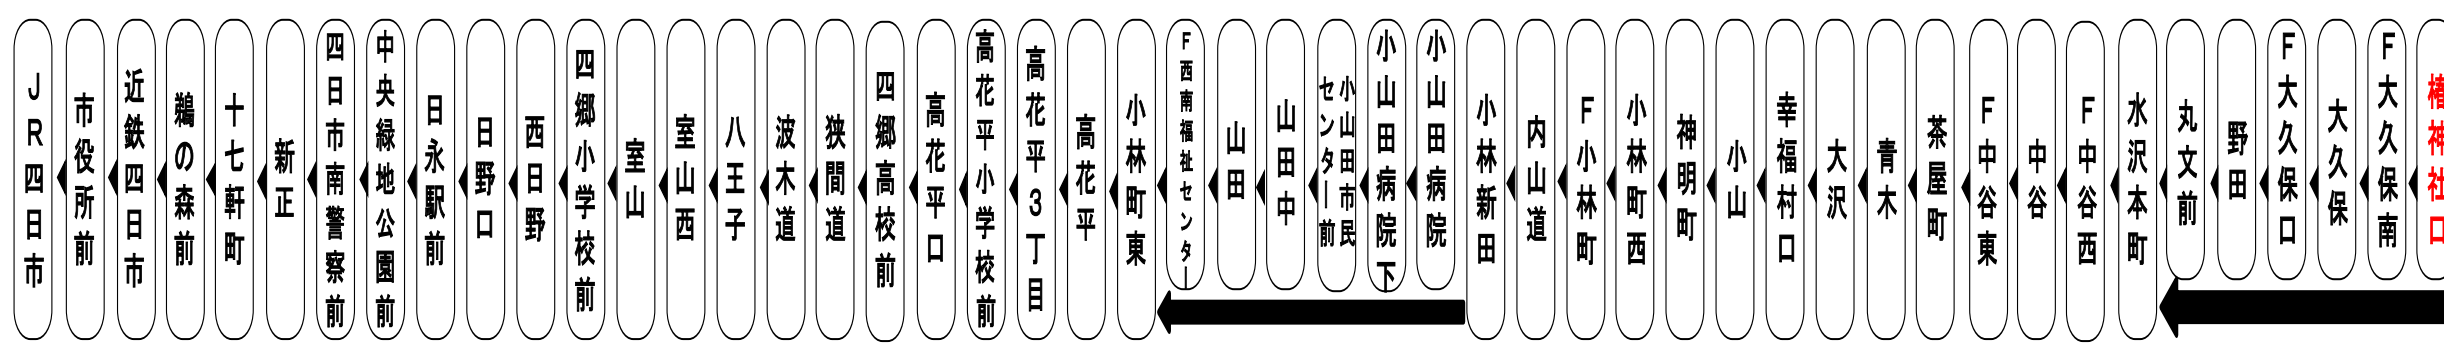 JR四日市
市役所前
近鉄四日市
鵜の森前
十七軒町
新正
四日市南警察前
中央緑地公園前
日永駅前
日野口
西日野
四郷小学校前
室山
室山西
八王子
波木道
狭間道
四郷高校前
高花平口
高花平小学校前
高花平3丁目
高花平
小林町東
F西南福祉センター
山田
山田中
小山田市民
センター前
小山田病院下
小山田病院
小林新田
内山道
F小林町
小林町西
神明町
小山
幸福村口
大沢
青木
茶屋町
F中谷東
中谷
F中谷西
水沢本町
丸文前
野田
F大久保口
大久保
F大久保南
椿神社口